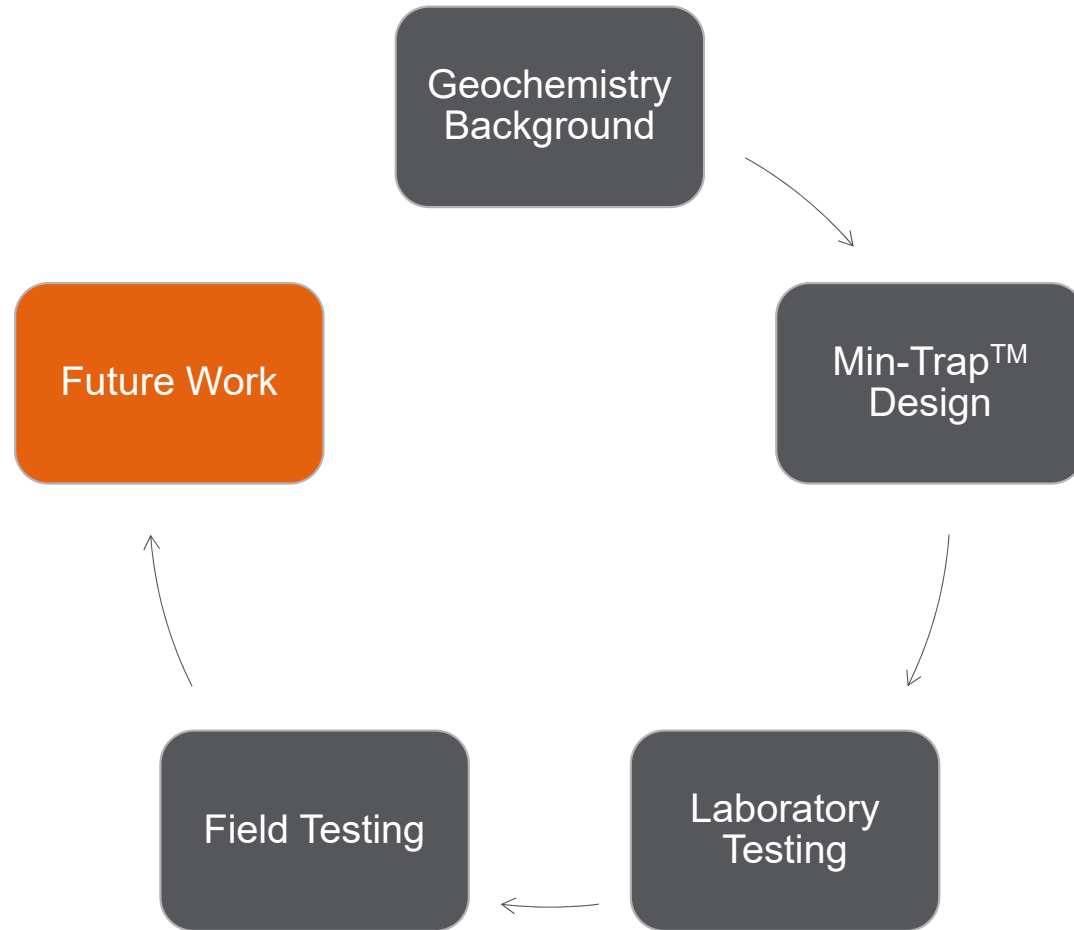 Geochemistry
Background
Min-Trap™
Design
Laboratory
Testing
Field Testing
Future Work